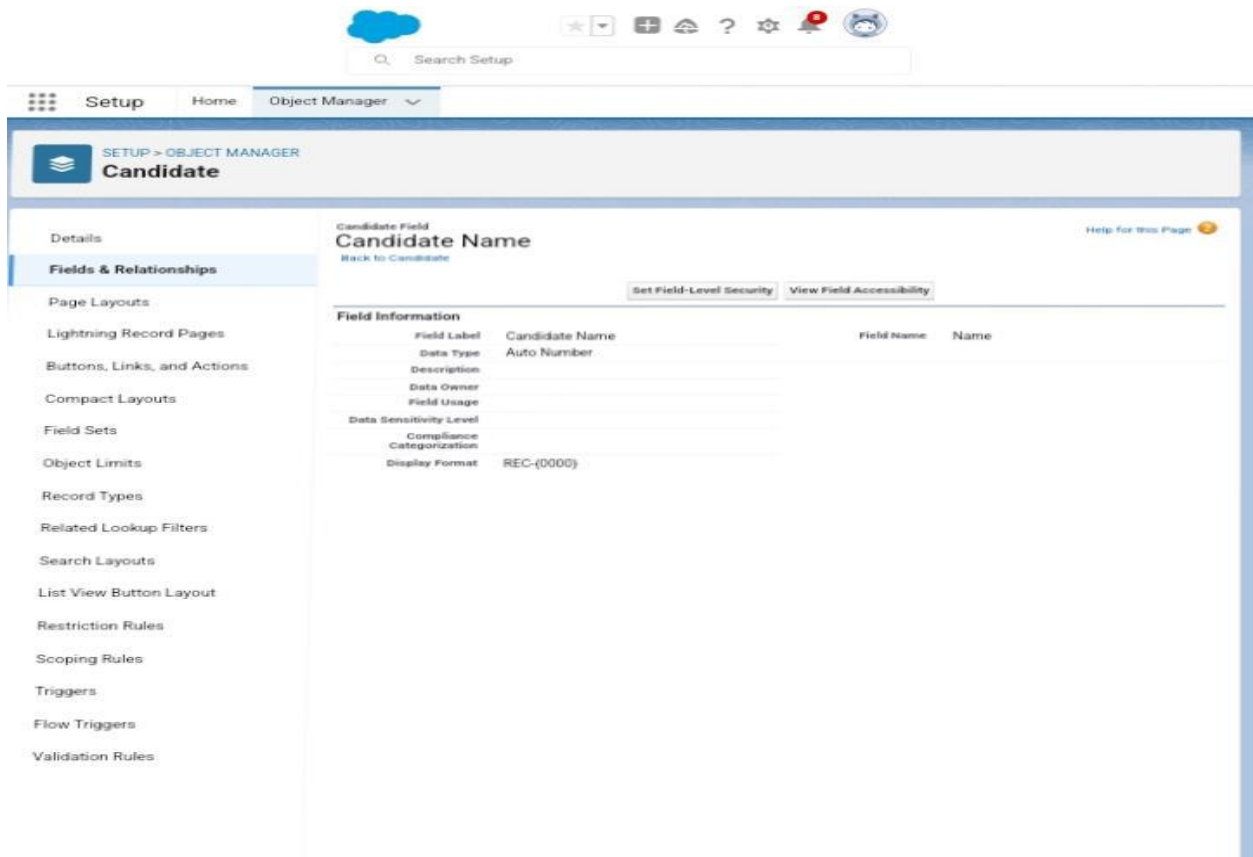 8
Search Setup
Setup Home Object Manager
SETUP > OBJECT MANAGER
Candidate
Details
Fields & Relationships
Page Layouts
Lightning Record Pages
Buttons, Links, and Actions
Compact Layouts
Field Sets
Object Limits
Record Types
Related Lookup Filters
Search Layouts
List View Button Layout
Restriction Rules
Scoping Rules
Triggers
Flow Triggers
Validation Rules
Candidate Field
Candidate Name
Back to Candidate
Help for this Page ?
Set Field-Level Security View Field Accessibility
Field Information
Field Label Candidate Name Field Name Name
Data Type Auto Number
Description
Data Owner
Field Usage
Data Sensitivity Level
Compliance
Categorization
Display Format REC-{0000}